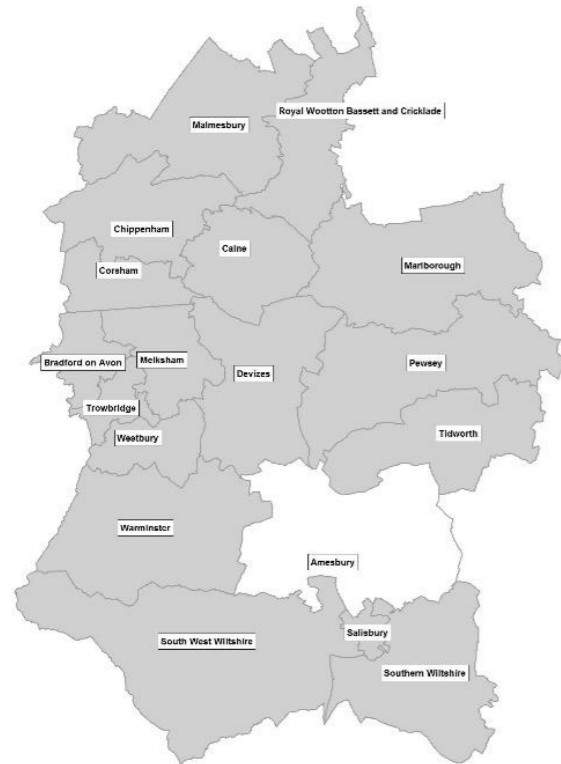 Royal Wootton Bassett and Cricklade
Malmesbury
Chippenham
Calne
Corsham
Marlborough
Bradford on Avon
Melksham
Devizes
Pewsey
Trowbridge
Westbury
Tidworth
Warminster
Amesbury
Salisbury
South West Wiltshire
Southern Wiltshire